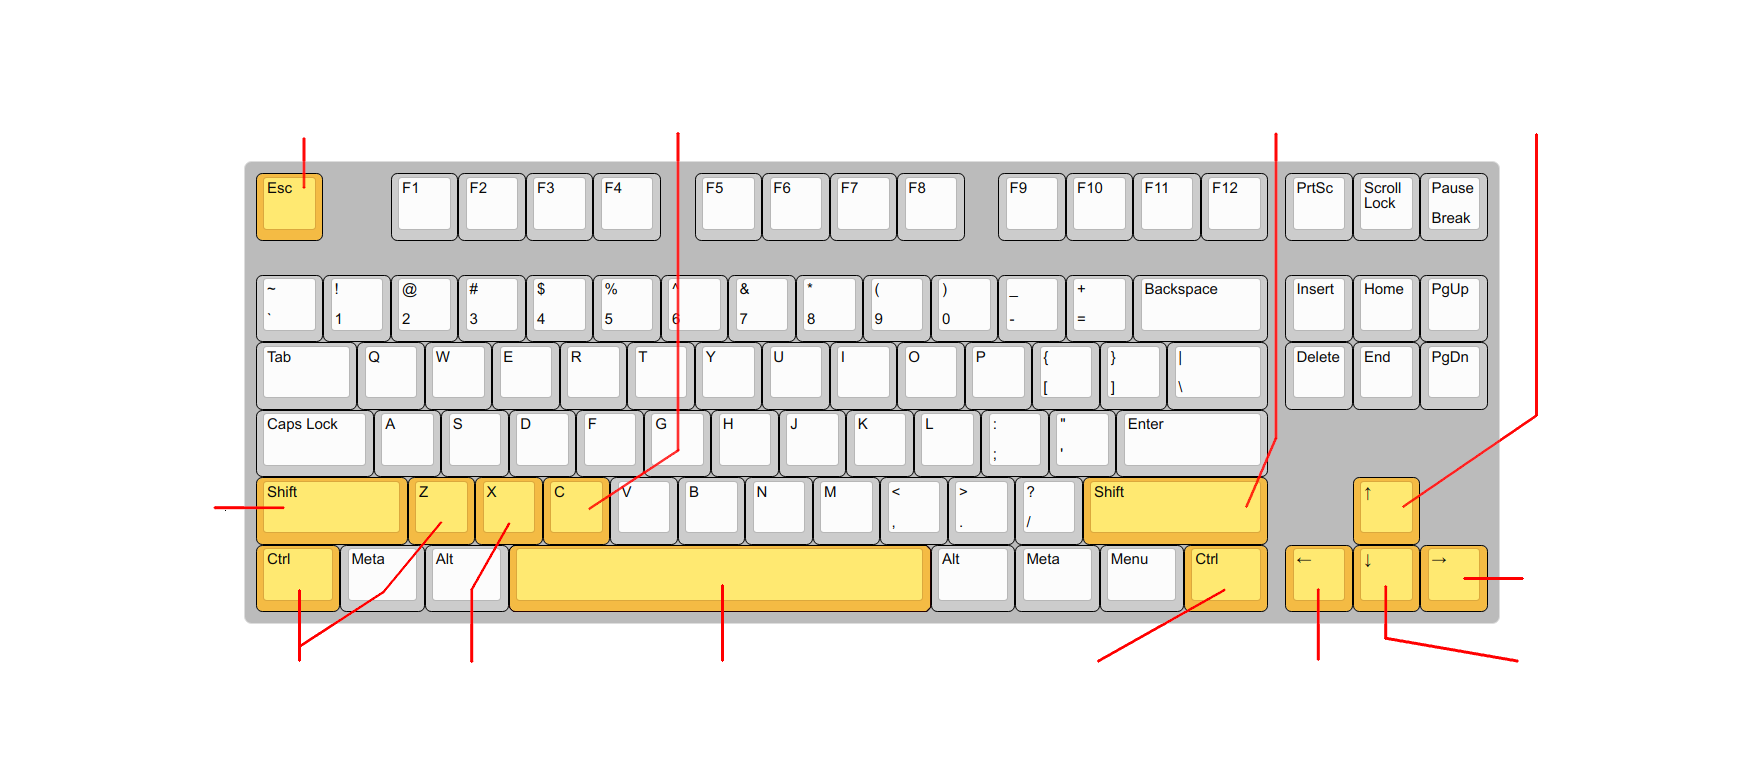 Esc F1 F2 F3 F4 F5 F6 F7 F8 F9 F10 F11 F12 PrtSc Scroll Lock Pause Break
~ ! @ # $ % ^ & * ( ) _ + Backspace Insert Home PgUp
` 1 2 3 4 5 6 7 8 9 0 - =
Tab Q W E R T Y U I O P { } | Delete End PgDn
[ ] \
Caps Lock A S D F G H J K L : " Enter
; '
Shift Z X C V B N M < > ? Shift ↑
, . /
Ctrl Meta Alt Alt Meta Menu Ctrl ← ↓ →